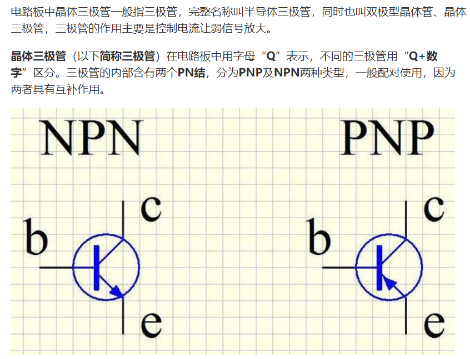 电路板中晶体三极管一般指三极管，完整名称叫半导体三极管，同时也叫双极型晶体管、晶体
三极管，三极管的作用主要是控制电流让弱信号放大。
晶体三极管（以下简称三极管）在电路板中用字母“Q”表示，不同的三极管用“Q+数
字”区分。三极管的内部含有两个PN结，分为PNP及NPN两种类型，一般配对使用，因为
两者具有互补作用。
NPN PNP
c c
b b
e e